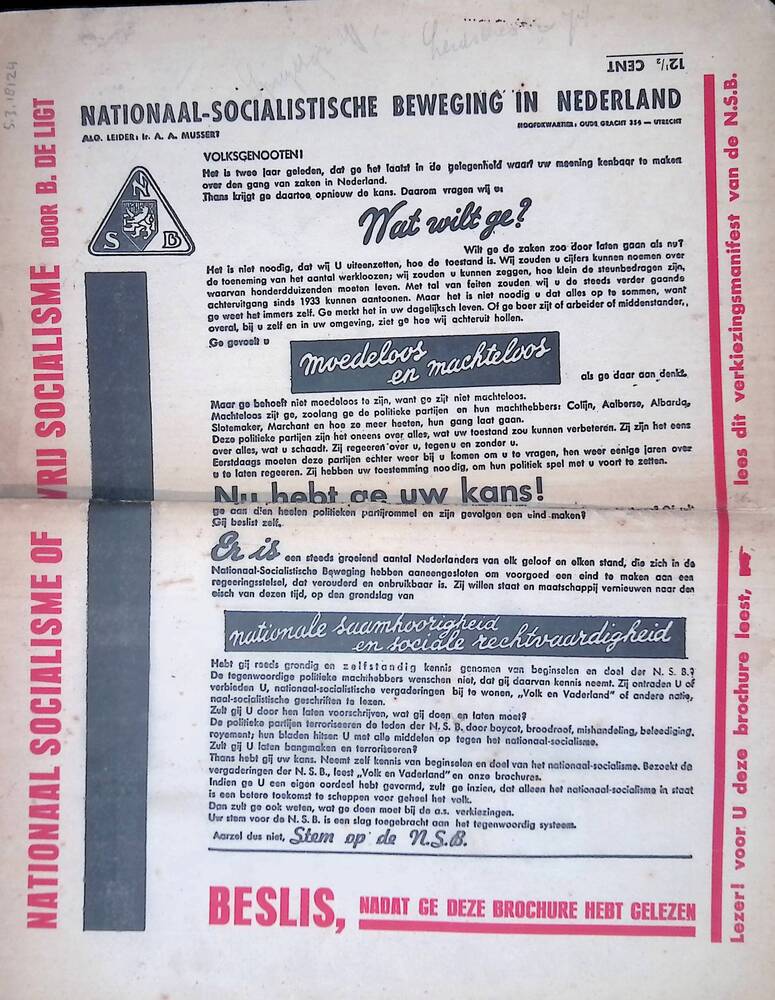 12½ CENT
NATIONAAL-SOCIALISTISCHE BEWEGING IN NEDERLAND
ALG. LEIDER: Ir. A. A. MUSSERT
HOOFDKWARTIER: OUDE GRACHT 354 — UTRECHT
N
S B
VOLKSGENOOTEN!
Het is twee jaar geleden, dat ge het laatst in de gelegenheid waart uw meening kenbaar te maken
over den gang van zaken in Nederland.
Thans krijgt ge daartoe opnieuw de kans. Daarom vragen wij u:
Wat wilt ge?
Wilt ge de zaken zoo door laten gaan als nu?
Het is niet noodig, dat wij U uiteenzetten, hoe de toestand is. Wij zouden u cijfers kunnen noemen over
de toeneming van het aantal werkloozen; wij zouden u kunnen zeggen, hoe klein de steunbedragen zijn,
waarvan honderdduizenden moeten leven. Met tal van feiten zouden wij u de steeds verder gaande
achteruitgang sinds 1933 kunnen aantoonen. Maar het is niet noodig u dat alles op te sommen, want
ge weet het immers zelf. Ge merkt het in uw dagelijksch leven. Of ge boer zijt of arbeider of middenstander,
overal, bij u zelf en in uw omgeving, ziet ge hoe wij achteruit hollen.
Ge gevoelt u
moedeloos
en machteloos
als ge daar aan denkt.
Maar ge behoeft niet moedeloos te zijn, want ge zijt niet machteloos.
Machteloos zijt ge, zoolang ge de politieke partijen en hun machthebbers: Colijn, Aalberse, Albarda,
Slotemaker, Marchant en hoe ze meer heeten, hun gang laat gaan.
Deze politieke partijen zijn het oneens over alles, wat uw toestand zou kunnen verbeteren. Zij zijn het eens
over alles, wat u schaadt. Zij regeeren over u, tegen u en zonder u.
Eerstdaags moeten deze partijen echter weer bij u komen om u te vragen, hen weer eenige jaren over
u te laten regeeren. Zij hebben uw toestemming noodig, om hun politiek spel met u voort te zetten.
Nu hebt ge uw kans!
ge aan dien heelen politieken partijrommel en zijn gevolgen een eind maken?
Gij beslist zelf.
Er is een steeds groeiend aantal Nederlanders van elk geloof en elken stand, die zich in de
Nationaal-Socialistische Beweging hebben aaneengesloten om voorgoed een eind te maken aan een
regeeringsstelsel, dat verouderd en onbruikbaar is. Zij willen staat en maatschappij vernieuwen naar den
eisch van dezen tijd, op den grondslag van
nationale saamhoorigheid
en sociale rechtvaardigheid
Hebt gij reeds grondig en zelfstandig kennis genomen van beginselen en doel der N. S. B.?
De tegenwoordige politieke machthebbers wenschen niet, dat gij daarvan kennis neemt. Zij ontraden U of
verbieden U, nationaal-socialistische vergaderingen bij te wonen, „Volk en Vaderland" of andere natio-
naal-socialistische geschriften te lezen.
Zult gij U door hen laten voorschrijven, wat gij doen en laten moet?
De politieke partijen terroriseeren de leden der N. S. B. door boycot, broodroof, mishandeling, beleediging,
royement; hun bladen hitsen U met alle middelen op tegen het nationaal-socialisme.
Zult gij U laten bangmaken en terroriseeren?
Thans hebt gij uw kans. Neemt zelf kennis van beginselen en doel van het nationaal-socialisme. Bezoekt de
vergaderingen der N. S. B., leest „Volk en Vaderland" en onze brochures.
Indien ge U een eigen oordeel hebt gevormd, zult ge inzien, dat alleen het nationaal-socialisme in staat
is een betere toekomst te scheppen voor geheel het volk.
Dan zult ge ook weten, wat ge doen moet bij de a.s. verkiezingen.
Uw stem voor de N. S. B. is een slag toegebracht aan het tegenwoordig systeem.
Aarzel dus niet, Stem op de N.S.B.
BESLIS, NADAT GE DEZE BROCHURE HEBT GELEZEN
NATIONAAL SOCIALISME OF VRIJ SOCIALISME DOOR B. DE LIGT
Lezer! voor U deze brochure leest, lees dit verkiezingsmanifest van de N.S.B.
S.3.18124